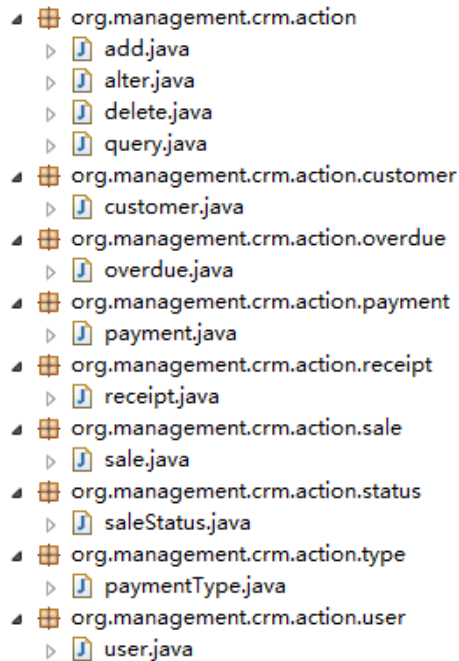 org.management.crm.action
add.java
alter.java
delete.java
query.java
org.management.crm.action.customer
customer.java
org.management.crm.action.overdue
overdue.java
org.management.crm.action.payment
payment.java
org.management.crm.action.receipt
receipt.java
org.management.crm.action.sale
sale.java
org.management.crm.action.status
saleStatus.java
org.management.crm.action.type
paymentType.java
org.management.crm.action.user
user.java